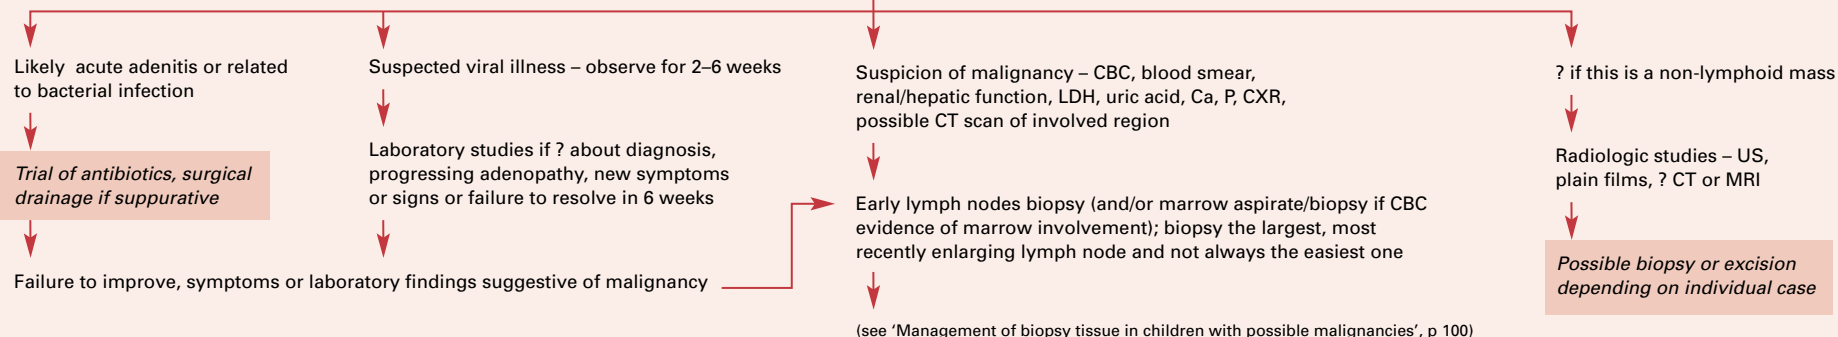 Likely acute adenitis or related
to bacterial infection
Trial of antibiotics, surgical
drainage if suppurative
Suspected viral illness – observe for 2–6 weeks
Laboratory studies if ? about diagnosis,
progressing adenopathy, new symptoms
or signs or failure to resolve in 6 weeks
Failure to improve, symptoms or laboratory findings suggestive of malignancy
Suspicion of malignancy – CBC, blood smear,
renal/hepatic function, LDH, uric acid, Ca, P, CXR,
possible CT scan of involved region
Early lymph nodes biopsy (and/or marrow aspirate/biopsy if CBC
evidence of marrow involvement); biopsy the largest, most
recently enlarging lymph node and not always the easiest one
(see ‘Management of biopsy tissue in children with possible malignancies’, p 100)
? if this is a non-lymphoid mass
Radiologic studies – US,
plain films, ? CT or MRI
Possible biopsy or excision
depending on individual case